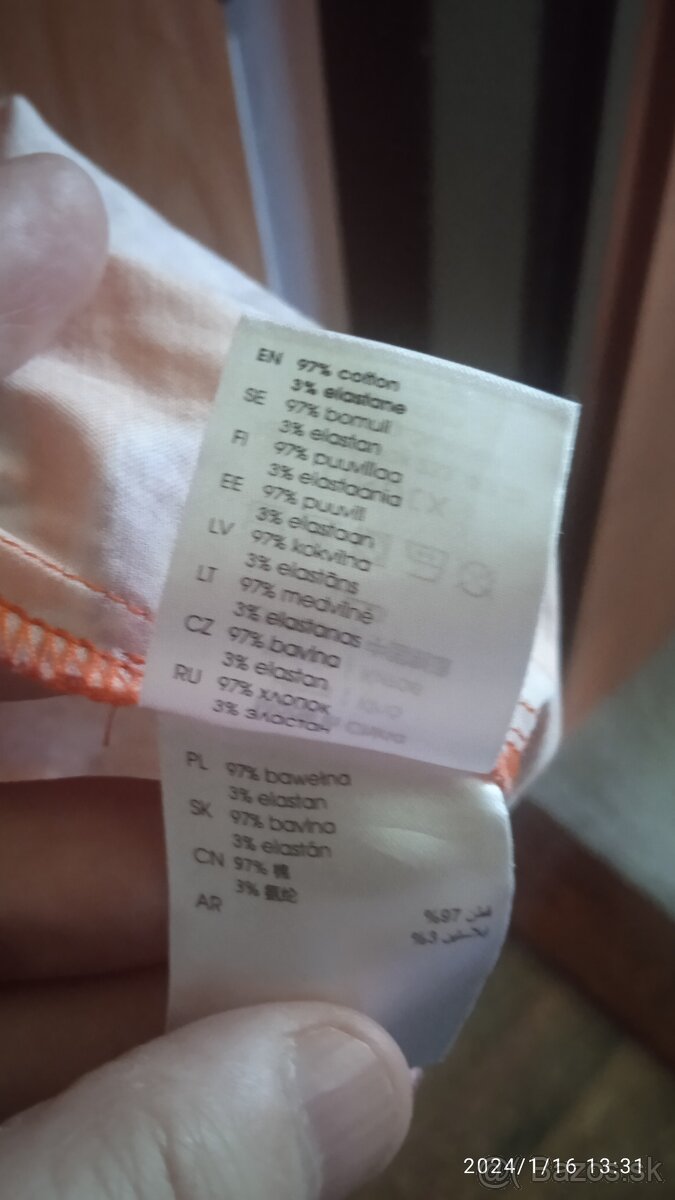 EN 97% cotton
3% elastane
SE 97% bomull
3% elastan
FI 97% puuvillaa
3% elastaania
EE 97% puuvill
3% elastaan
LV 97% kokvilna
3% elastāns
LT 97% medvilnė
3% elastanas
CZ 97% bavlna
3% elastan
RU 97% хлопок
3% эластан
PL 97% bawełna
3% elastan
SK 97% bavlna
3% elastán
CN 97% 棉
3% 氨纶
AR %97 قطن
%3 إيلاستين
2024/1/16 13:31
Bazos.sk